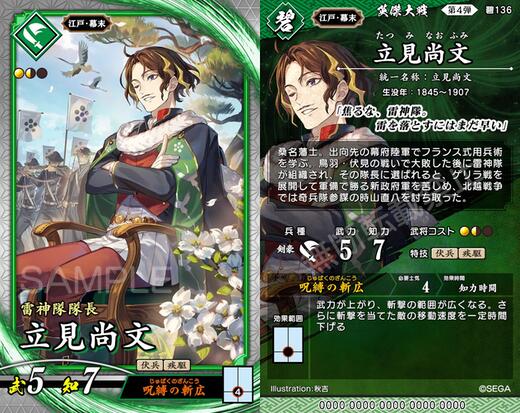 江戸・幕末
SAMPLE
雷神隊隊長
立見尚文
伏兵 疾駆
武5 知7
じゅばくのざんこう
呪縛の斬広
4
碧
江戸・幕末
英傑大戦
第4弾
碧136
たつみ なおふみ
立見尚文
統一名称:立見尚文
生没年:1845~1907
「焦るな、雷神隊。
雷を落とすにはまだ早い」
桑名藩士。出向先の幕府陸軍でフランス式用兵術
を学ぶ。鳥羽・伏見の戦いで大敗した後に雷神隊
が組織され、その隊長に選ばれると、ゲリラ戦を
展開して軍備で勝る新政府軍を苦しめ、北越戦争
では奇兵隊参謀の時山直八を討ち取った。
兵種 武力 知力 武将コスト
剣豪 5 7 特技 伏兵 疾駆
じゅばくのざんこう 必要士気 効果時間
呪縛の斬広 4 知力時間
効果範囲
武力が上がり、斬撃の範囲が広くなる。さ
らに斬撃を当てた敵の移動速度を一定時間
下げる
Illustration:秋吉
©SEGA
0000-0000-0000-0000-0000